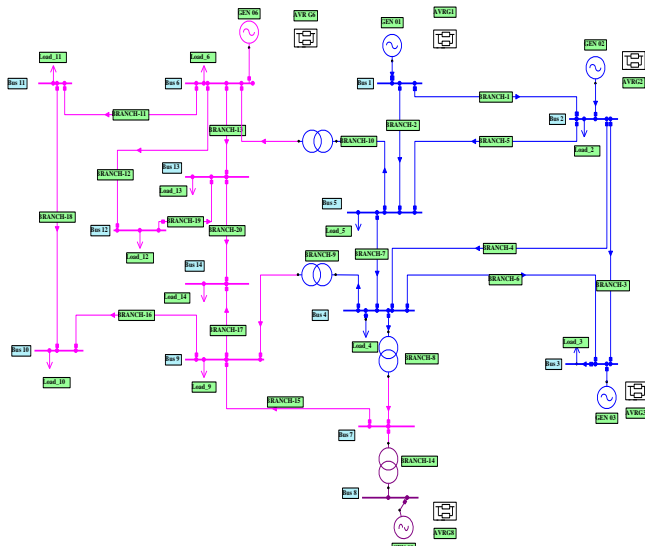 GEN 06
AVR G6
AVRG1
GEN 01
GEN 02
AVRG2
Load_11
Load_6
Bus 11
Bus 6
Bus 1
BRANCH-1
BRANCH-11
BRANCH-13
BRANCH-2
Bus 2
BRANCH-10
BRANCH-5
Load_2
Bus 13
BRANCH-12
Load_13
Bus 5
BRANCH-18
BRANCH-19
Load_5
Bus 12
BRANCH-20
Load_12
BRANCH-4
BRANCH-9
BRANCH-7
Bus 14
BRANCH-6
BRANCH-3
Load_14
Bus 4
BRANCH-16
BRANCH-17
Load_3
Load_4
Bus 10
BRANCH-8
Bus 9
Bus 3
Load_10
Load_9
BRANCH-15
AVRG3
GEN 03
Bus 7
BRANCH-14
Bus 8
AVRG8